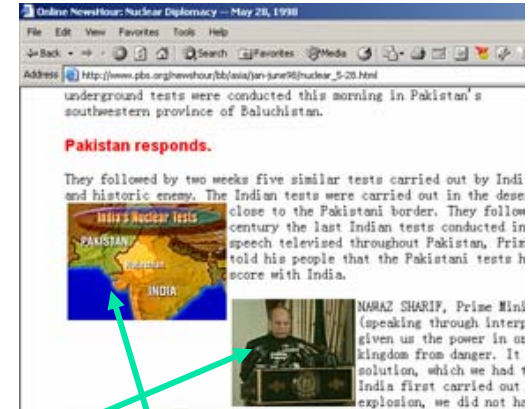 Online NewsHour: Nuclear Diplomacy -- May 28, 1998
File Edit View Favorites Tools Help
Back Search Favorites Media
Address http://www.pbs.org/newshour/bb/asia/jan-june98/nuclear_5-28.html
underground tests were conducted this morning in Pakistan's
southwestern province of Baluchistan.
Pakistan responds.
They followed by two weeks five similar tests carried out by Indi
and historic enemy. The Indian tests were carried out in the dese
close to the Pakistani border. They follow
century the last Indian tests conducted in
speech televised throughout Pakistan, Prim
told his people that the Pakistani tests h
score with India.
India's Nuclear Tests
PAKISTAN
Rajasthan
INDIA
NAWAZ SHARIF, Prime Mini
(speaking through interp
given us the power in or
kingdom from danger. It
solution, which we had t
India first carried out
explosion, we did not ha